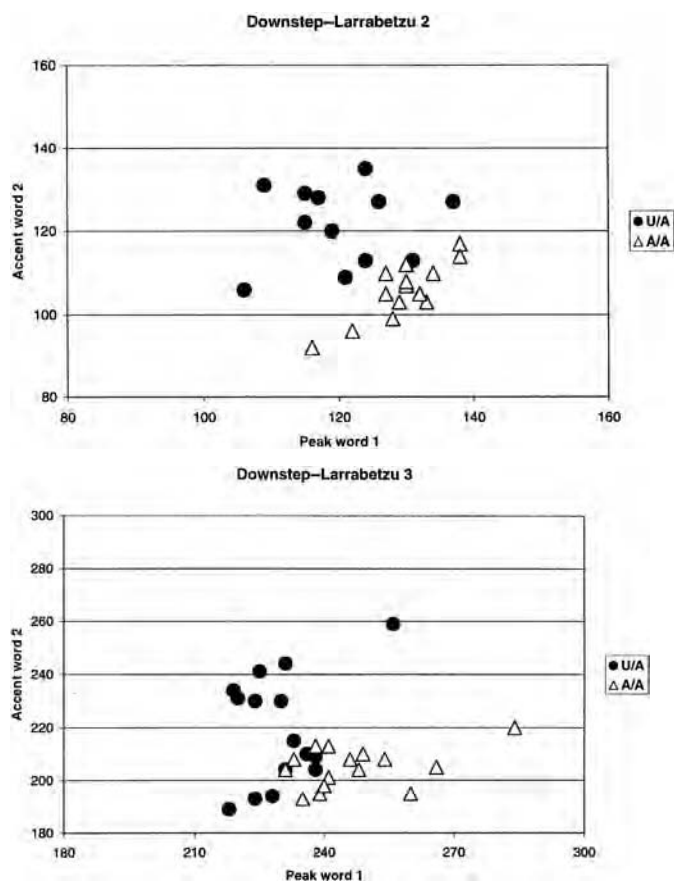 Downstep–Larrabetzu 2
160
140
120
100
80
Accent word 2
80 100 120 140 160
Peak word 1
● U/A
△ A/A
Downstep–Larrabetzu 3
300
280
260
240
220
200
180
Accent word 2
180 210 240 270 300
Peak word 1
● U/A
△ A/A